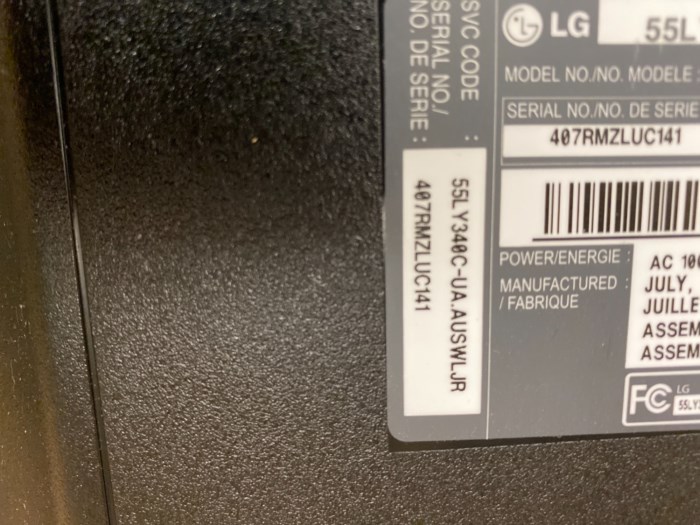 LG 55L
MODEL NO./NO. MODELE
SERIAL NO./NO. DE SERIE
407RMZLUC141
POWER/ENERGIE : AC 100
MANUFACTURED : JULY,
/ FABRIQUE JUILLE
ASSEM
ASSEM
FC LG
55LY
SVC CODE :
SERIAL NO./
NO. DE SERIE :
55LY340C-UA.AUSWLJR
407RMZLUC141